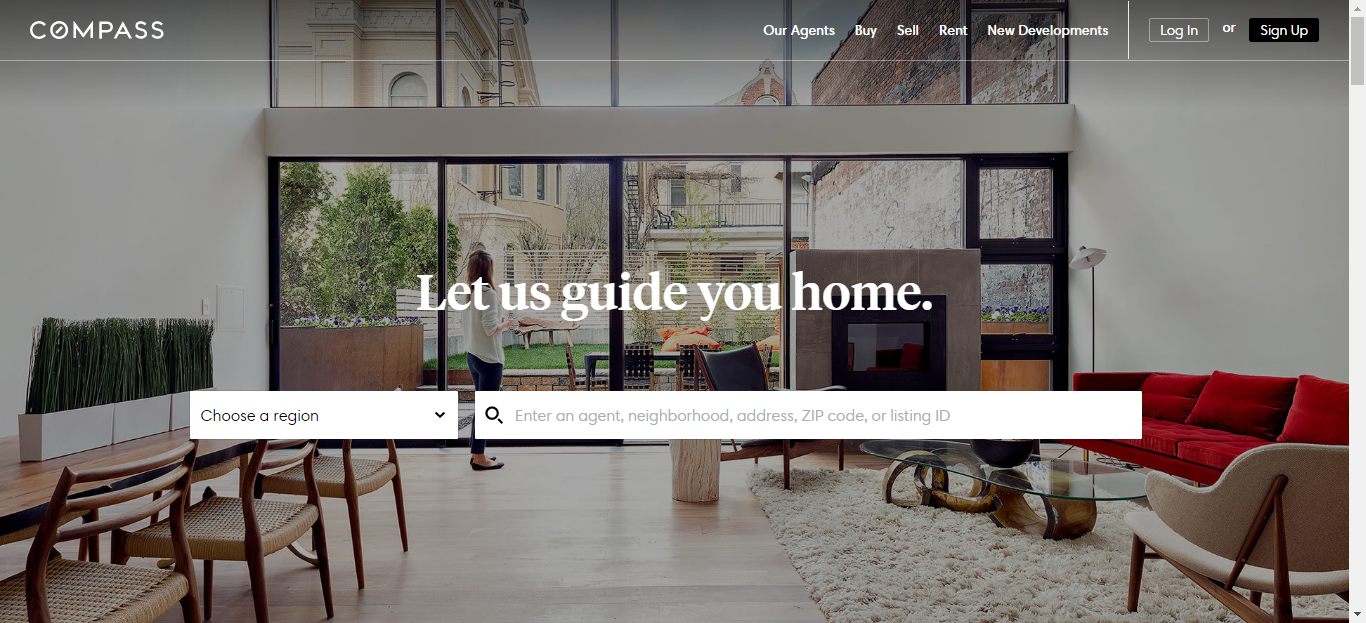 COMPASS
Our Agents Buy Sell Rent New Developments Log In or Sign Up
Let us guide you home.
Choose a region
Enter an agent, neighborhood, address, ZIP code, or listing ID